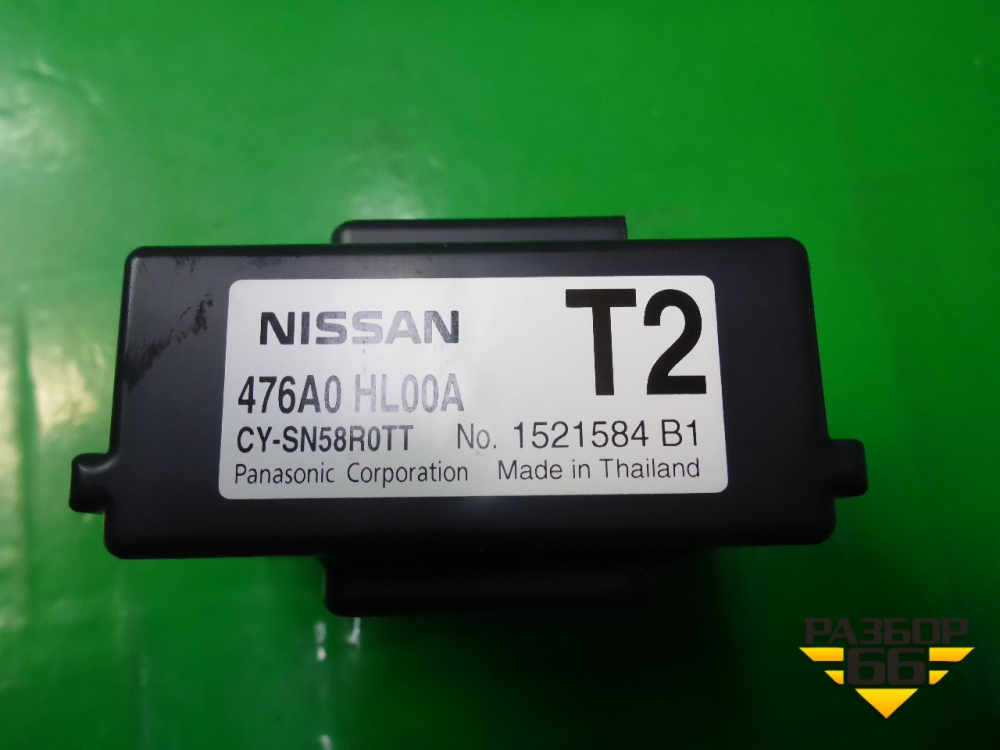 NISSAN
T2
476A0 HL00A
CY-SN58R0TT No. 1521584 B1
Panasonic Corporation Made in Thailand
РАЗБОР
66